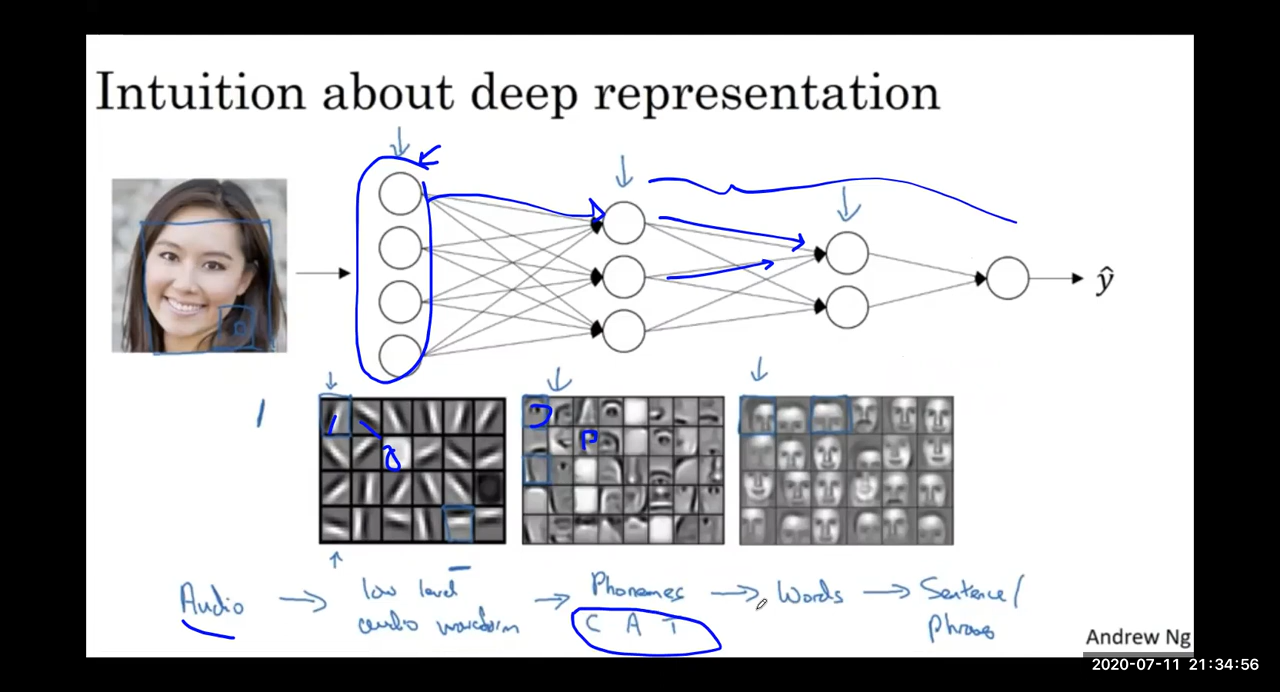 Intuition about deep representation
ŷ
Audio → low level audio waveform → Phonemes → Words → Sentence/ Phrase
C A T
Andrew Ng
2020-07-11 21:34:56